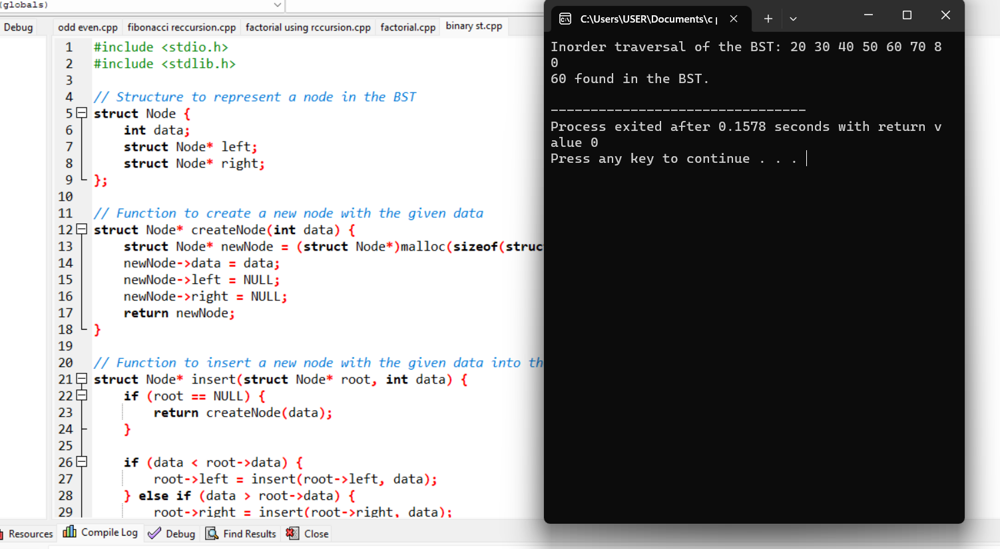 (globals)
Debug
odd even.cpp fibonacci reccursion.cpp factorial using rccursion.cpp factorial.cpp binary st.cpp
1 #include <stdio.h>
2 #include <stdlib.h>
3
4 // Structure to represent a node in the BST
5 struct Node {
6 int data;
7 struct Node* left;
8 struct Node* right;
9 };
10
11 // Function to create a new node with the given data
12 struct Node* createNode(int data) {
13 struct Node* newNode = (struct Node*)malloc(sizeof(struc
14 newNode->data = data;
15 newNode->left = NULL;
16 newNode->right = NULL;
17 return newNode;
18 }
19
20 // Function to insert a new node with the given data into th
21 struct Node* insert(struct Node* root, int data) {
22 if (root == NULL) {
23 return createNode(data);
24 }
25
26 if (data < root->data) {
27 root->left = insert(root->left, data);
28 } else if (data > root->data) {
29 root->right = insert(root->right, data);
Resources Compile Log Debug Find Results Close
C:\Users\USER\Documents\c p
Inorder traversal of the BST: 20 30 40 50 60 70 8
0
60 found in the BST.
--------------------------------
Process exited after 0.1578 seconds with return v
alue 0
Press any key to continue . . .